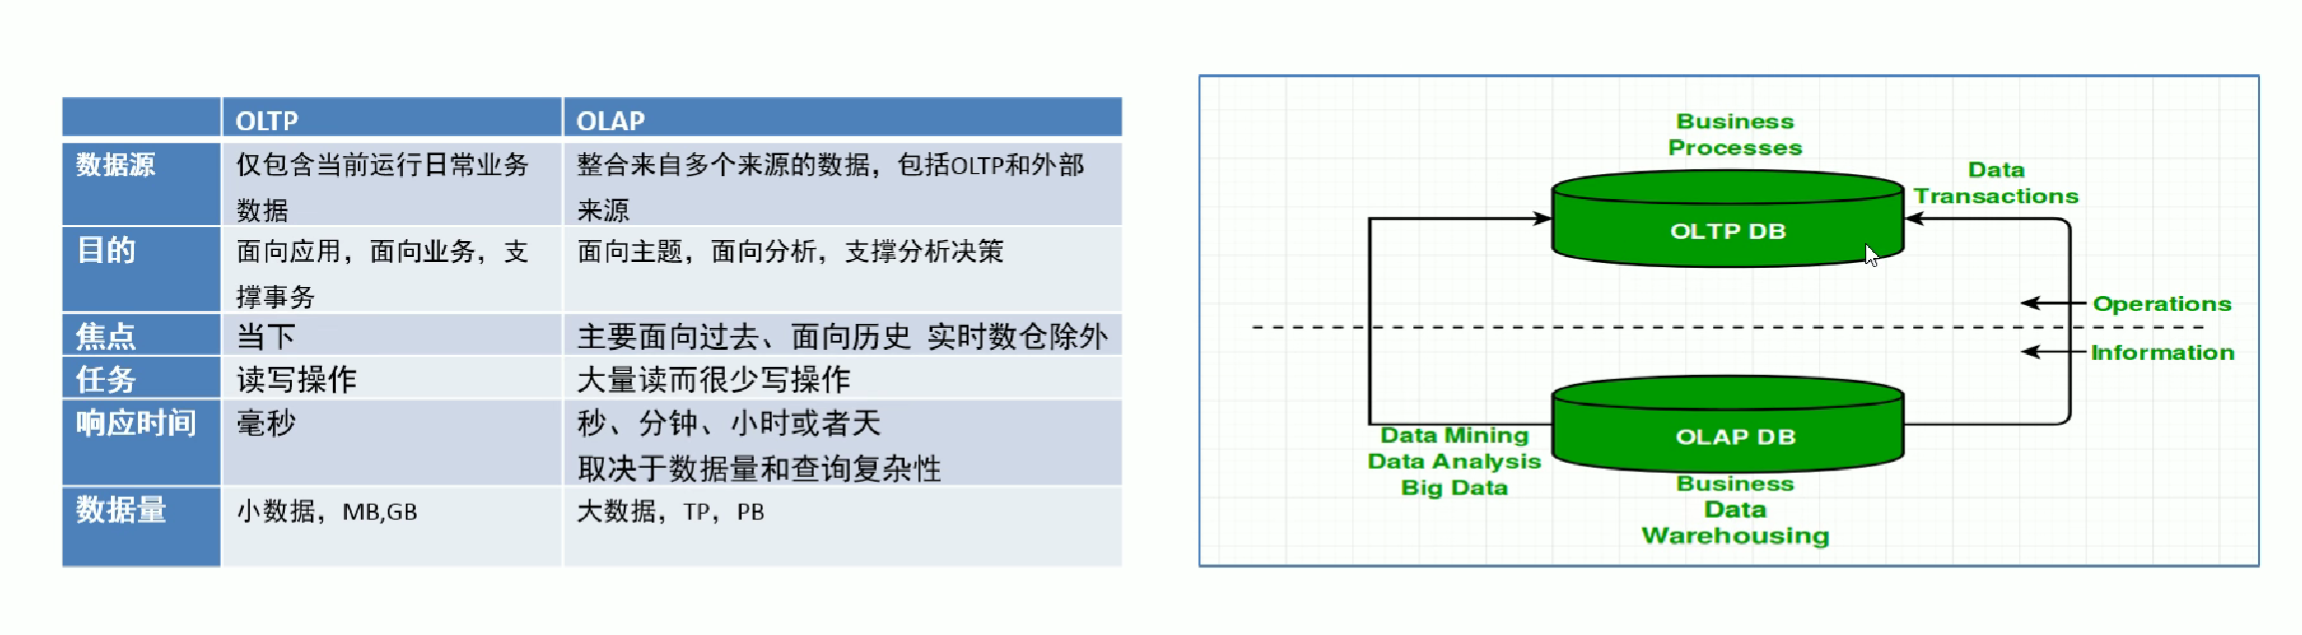 OLTP OLAP
数据源 仅包含当前运行日常业务 整合来自多个来源的数据，包括OLTP和外部
数据 来源
目的 面向应用，面向业务，支 面向主题，面向分析，支撑分析决策
撑事务
焦点 当下 主要面向过去、面向历史 实时数仓除外
任务 读写操作 大量读而很少写操作
响应时间 毫秒 秒、分钟、小时或者天
取决于数据量和查询复杂性
数据量 小数据，MB,GB 大数据，TP，PB
Business
Processes
Data
Transactions
OLTP DB
Operations
Information
OLAP DB
Data Mining
Data Analysis
Big Data
Business
Data
Warehousing